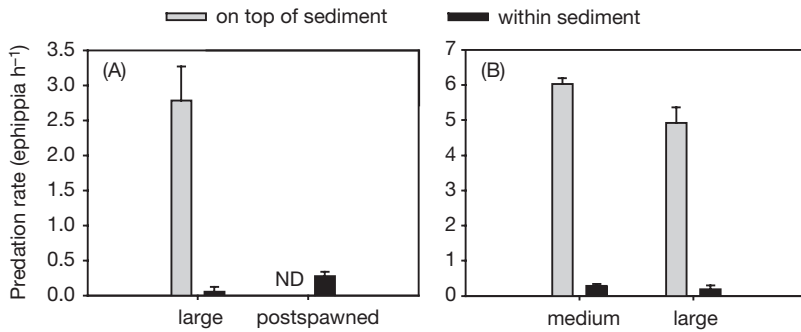 on top of sediment within sediment
Predation rate (ephippia h⁻¹)
(A) (B)
3.5
3.0
2.5
2.0
1.5
1.0
0.5
0.0
ND
large postspawned
7
6
5
4
3
2
1
0
medium large